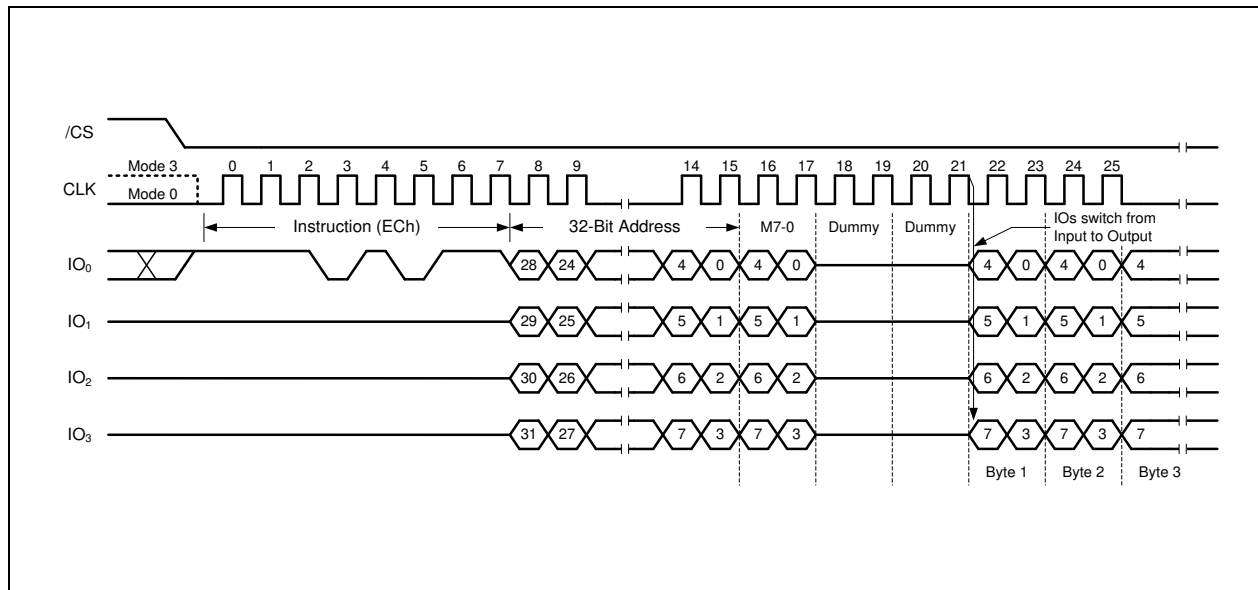 /CS
Mode 3
0 1 2 3 4 5 6 7 8 9 14 15 16 17 18 19 20 21 22 23 24 25
CLK
Mode 0
Instruction (ECh) 32-Bit Address M7-0 Dummy Dummy
IOs switch from
Input to Output
IO₀ 28 24 4 0 4 0 4 0 4 0 4
IO₁ 29 25 5 1 5 1 5 1 5 1 5
IO₂ 30 26 6 2 6 2 6 2 6 2 6
IO₃ 31 27 7 3 7 3 7 3 7 3 7
Byte 1 Byte 2 Byte 3